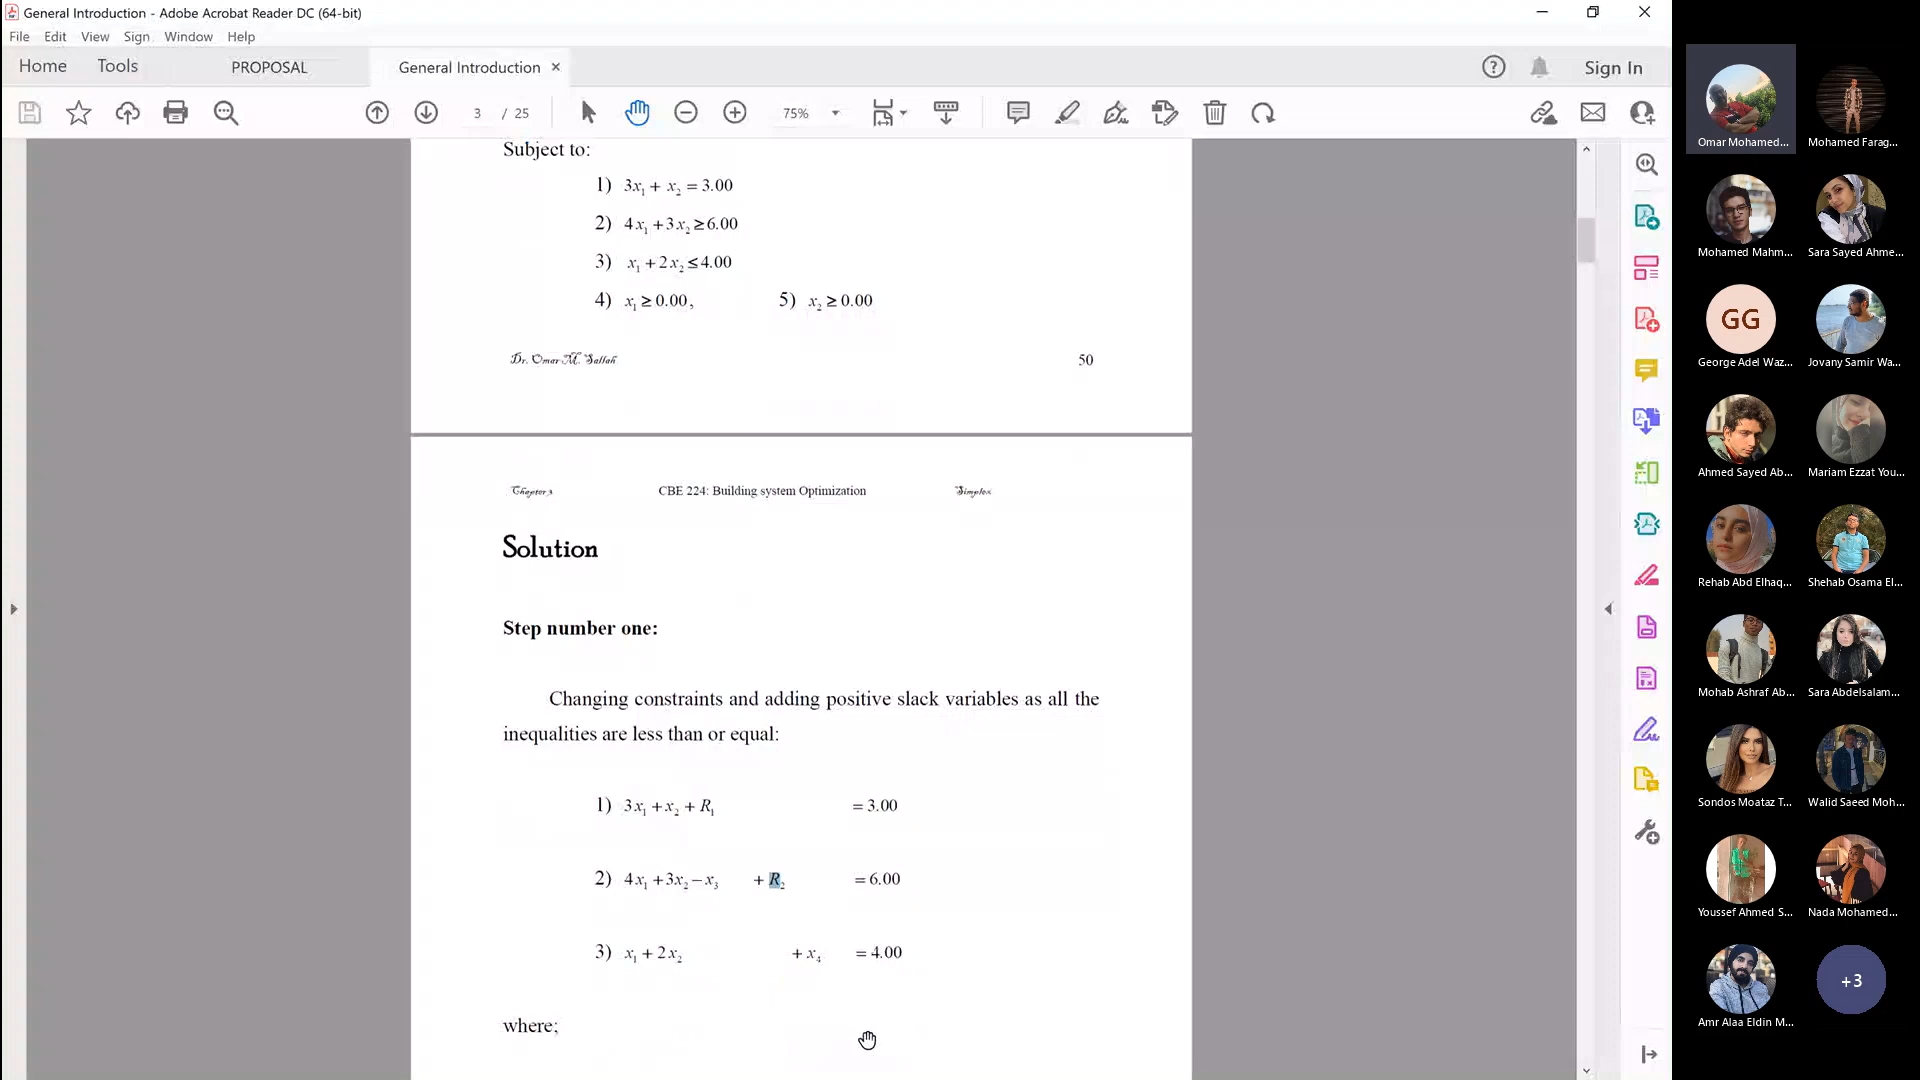 General Introduction - Adobe Acrobat Reader DC (64-bit)
File Edit View Sign Window Help
Home Tools PROPOSAL General Introduction × Sign In
3 / 25 75%
Subject to:
1) 3x₁ + x₂ = 3.00
2) 4x₁ + 3x₂ ≥ 6.00
3) x₁ + 2x₂ ≤ 4.00
4) x₁ ≥ 0.00, 5) x₂ ≥ 0.00
Dr. Omar M. Sallah 50
Chapter 3 CBE 224: Building system Optimization Simplex
Solution
Step number one:
Changing constraints and adding positive slack variables as all the
inequalities are less than or equal:
1) 3x₁ + x₂ + R₁ = 3.00
2) 4x₁ + 3x₂ − x₃ + R₂ = 6.00
3) x₁ + 2x₂ + x₄ = 4.00
where;
Omar Mohamed... Mohamed Farag...
Mohamed Mahm... Sara Sayed Ahme...
GG
George Adel Waz... Jovany Samir Wa...
Ahmed Sayed Ab... Mariam Ezzat You...
Rehab Abd Elhaq... Shehab Osama El...
Mohab Ashraf Ab... Sara Abdelsalam...
Sondos Moataz T... Walid Saeed Moh...
Youssef Ahmed S... Nada Mohamed...
+3
Amr Alaa Eldin M...